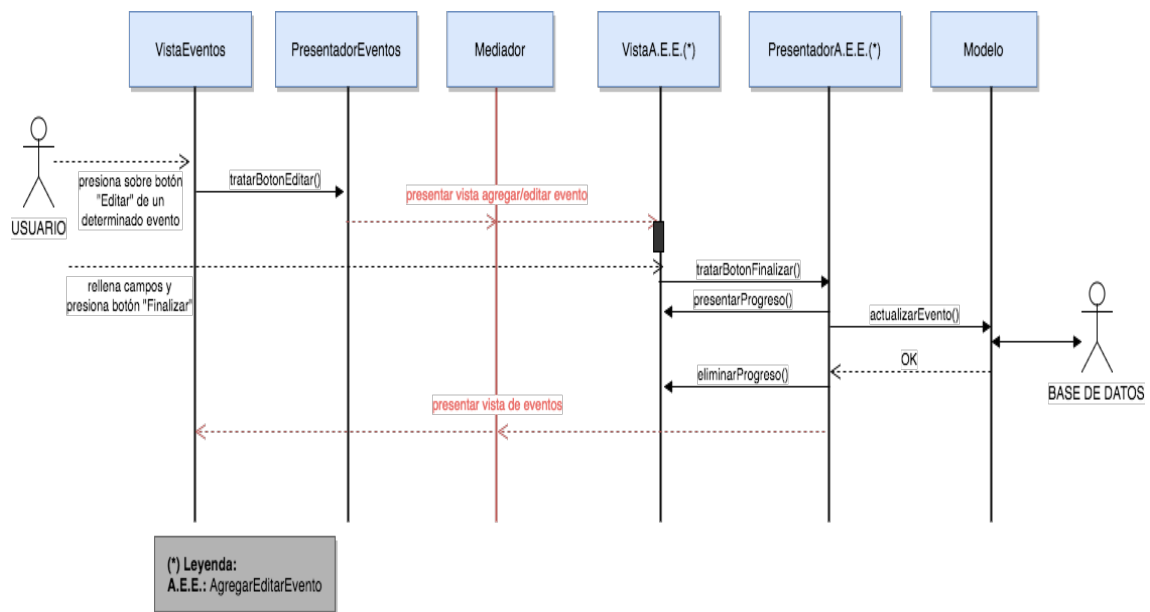 VistaEventos
PresentadorEventos
Mediador
VistaA.E.E.(*)
PresentadorA.E.E.(*)
Modelo
USUARIO
presiona sobre botón
"Editar" de un
determinado evento
tratarBotonEditar()
presentar vista agregar/editar evento
rellena campos y
presiona botón "Finalizar"
tratarBotonFinalizar()
presentarProgreso()
actualizarEvento()
OK
eliminarProgreso()
BASE DE DATOS
presentar vista de eventos
(*) Leyenda:
A.E.E.: AgregarEditarEvento